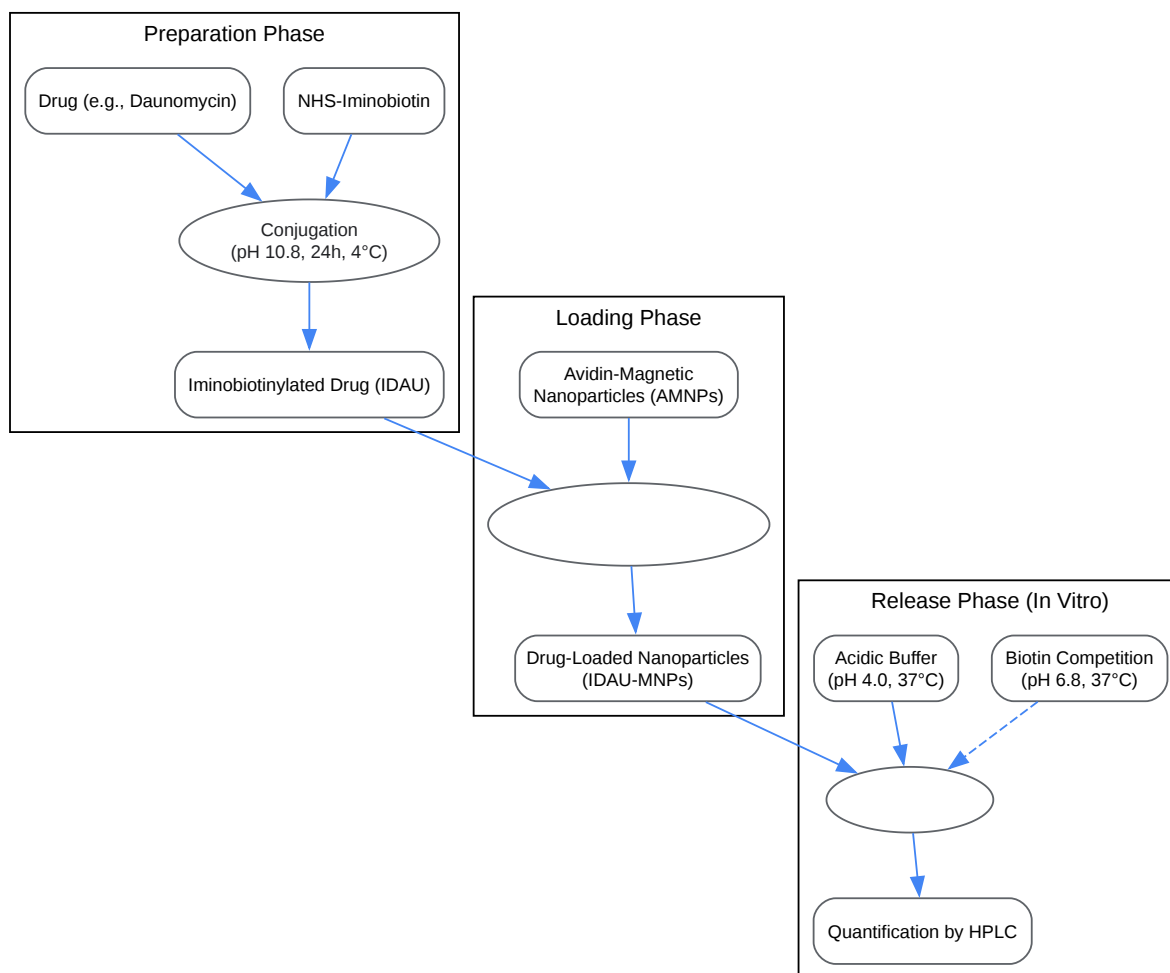 Preparation Phase
Drug (e.g., Daunomycin)
NHS-Iminobiotin
Conjugation
(pH 10.8, 24h, 4°C)
Iminobiotinylated Drug (IDAU)
Loading Phase
Avidin-Magnetic
Nanoparticles (AMNPs)
Drug-Loaded Nanoparticles
(IDAU-MNPs)
Release Phase (In Vitro)
Acidic Buffer
(pH 4.0, 37°C)
Biotin Competition
(pH 6.8, 37°C)
Quantification by HPLC